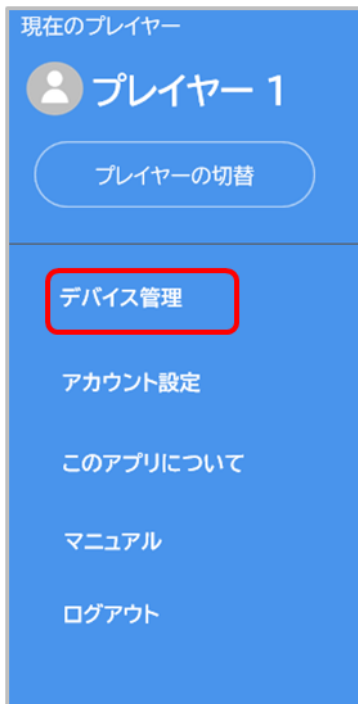 現在のプレイヤー
プレイヤー 1
プレイヤーの切替
デバイス管理
アカウント設定
このアプリについて
マニュアル
ログアウト